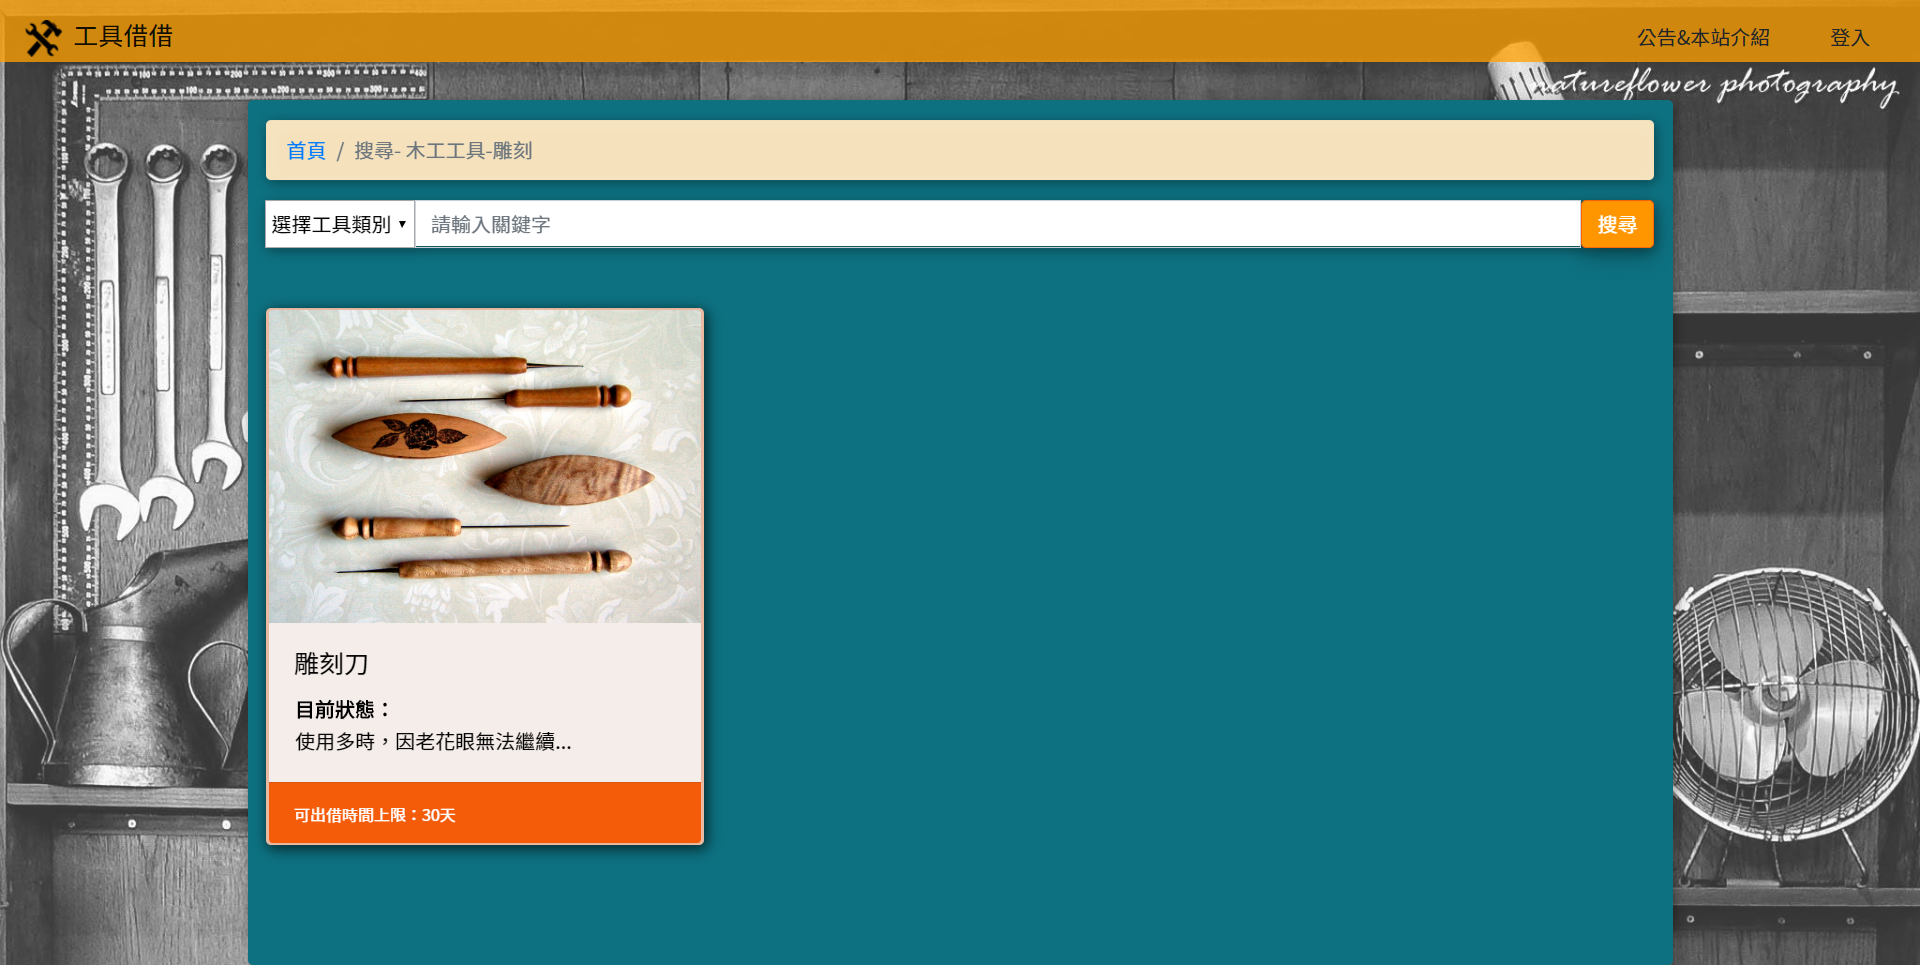 工具借借
公告&本站介紹
登入
natureflower photography
首頁 / 搜尋- 木工工具-雕刻
選擇工具類別
請輸入關鍵字
搜尋
雕刻刀
目前狀態：
使用多時，因老花眼無法繼續...
可出借時間上限：30天